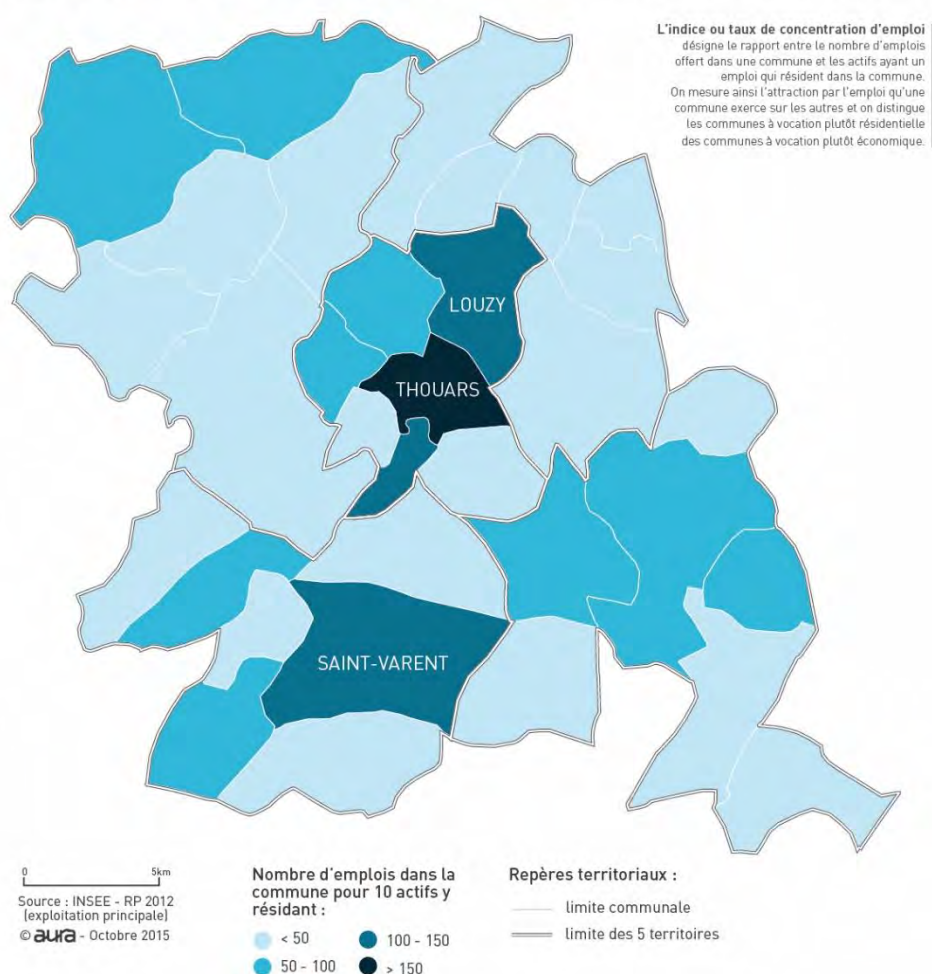 L'indice ou taux de concentration d'emploi
désigne le rapport entre le nombre d'emplois
offert dans une commune et les actifs ayant un
emploi qui résident dans la commune.
On mesure ainsi l'attraction par l'emploi qu'une
commune exerce sur les autres et on distingue
les communes à vocation plutôt résidentielle
des communes à vocation plutôt économique.
LOUZY
THOUARS
SAINT-VARENT
0 5km
Source : INSEE - RP 2012
(exploitation principale)
© aura - Octobre 2015
Nombre d'emplois dans la
commune pour 10 actifs y
résidant :
< 50
50 - 100
100 - 150
> 150
Repères territoriaux :
limite communale
limite des 5 territoires